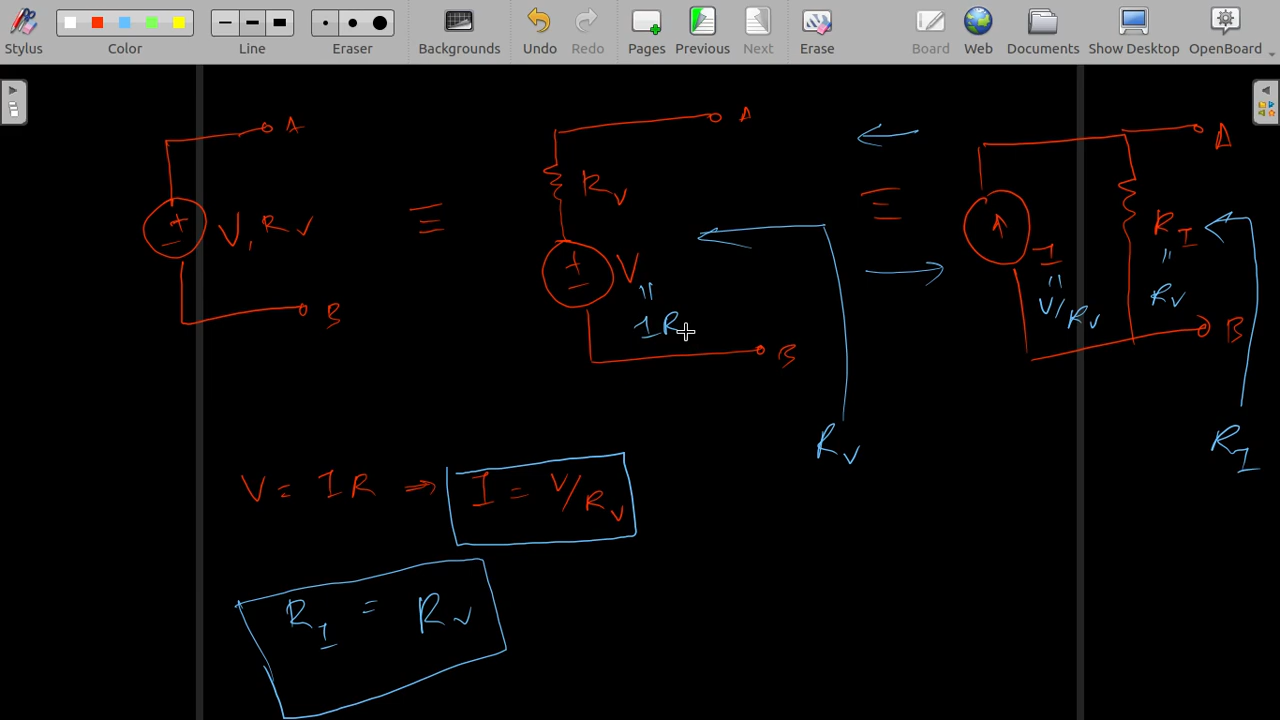 Stylus
Color
Line
Eraser
Backgrounds
Undo
Redo
Pages
Previous
Next
Erase
Board
Web
Documents
Show Desktop
OpenBoard
A
V, RV
B
≡
A
RV
V
"
IR
B
≡
A
I
"
V/RV
RI
"
RV
B
RV
RI
V = IR ⇒ I = V/RV
RI = RV